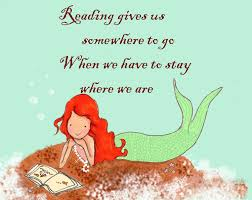 Reading gives us
somewhere to go
When we have to stay
where we are